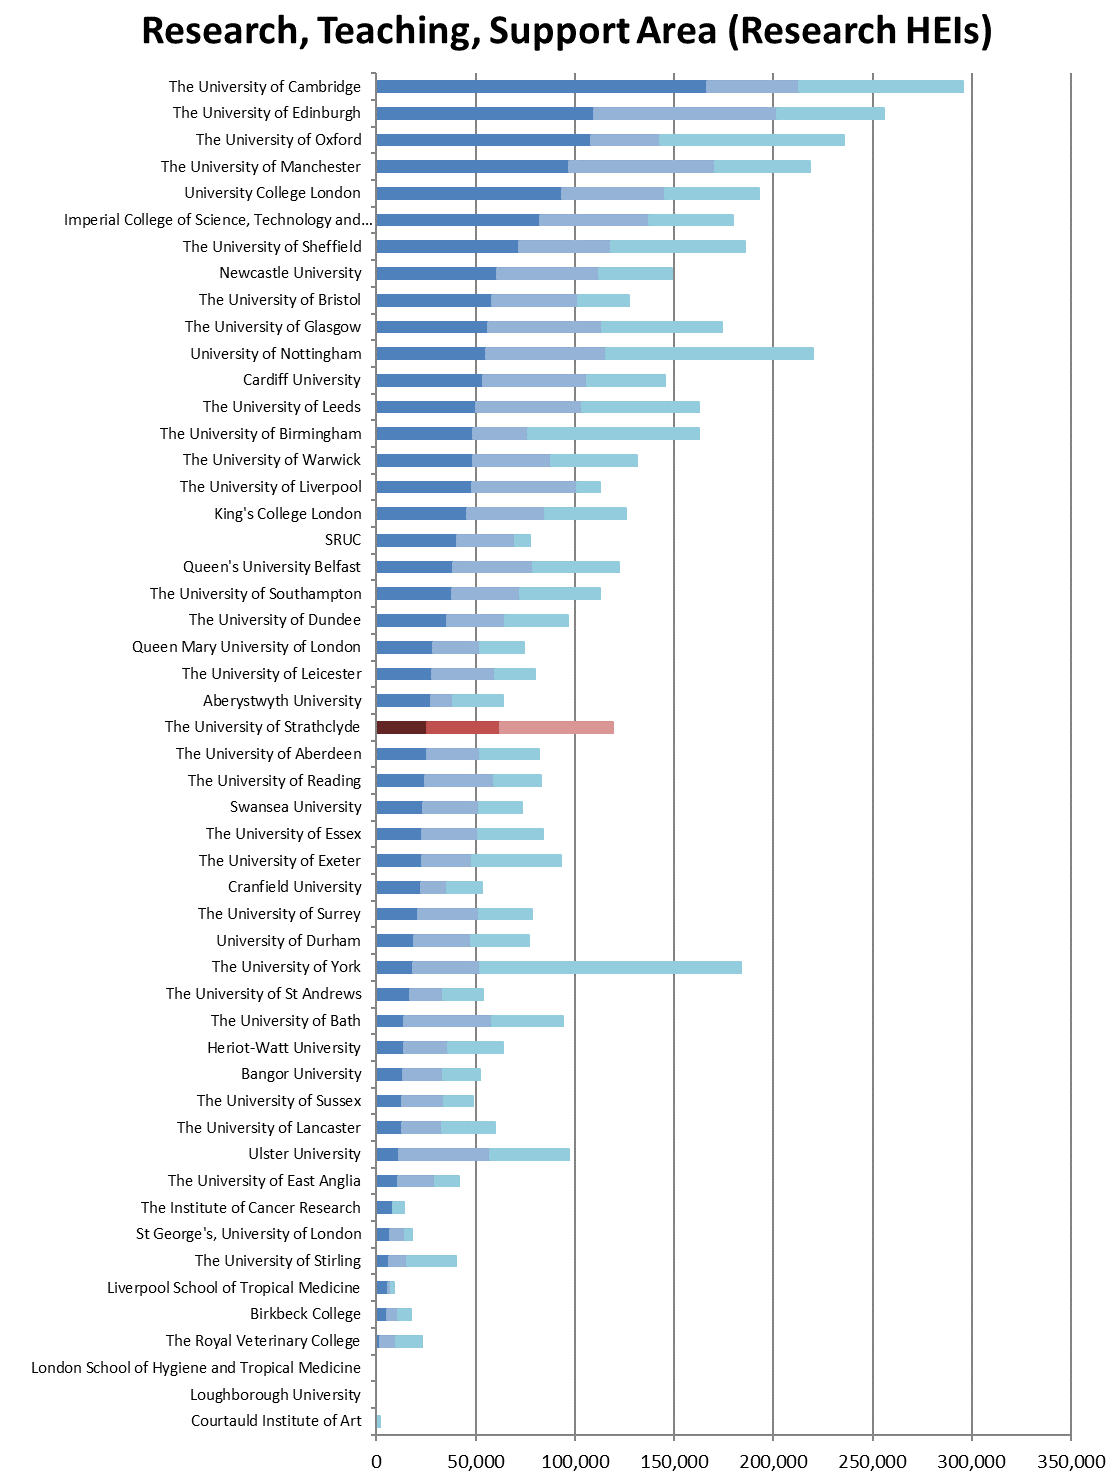 Research, Teaching, Support Area (Research HEIs)
The University of Cambridge
The University of Edinburgh
The University of Oxford
The University of Manchester
University College London
Imperial College of Science, Technology and...
The University of Sheffield
Newcastle University
The University of Bristol
The University of Glasgow
University of Nottingham
Cardiff University
The University of Leeds
The University of Birmingham
The University of Warwick
The University of Liverpool
King's College London
SRUC
Queen's University Belfast
The University of Southampton
The University of Dundee
Queen Mary University of London
The University of Leicester
Aberystwyth University
The University of Strathclyde
The University of Aberdeen
The University of Reading
Swansea University
The University of Essex
The University of Exeter
Cranfield University
The University of Surrey
University of Durham
The University of York
The University of St Andrews
The University of Bath
Heriot-Watt University
Bangor University
The University of Sussex
The University of Lancaster
Ulster University
The University of East Anglia
The Institute of Cancer Research
St George's, University of London
The University of Stirling
Liverpool School of Tropical Medicine
Birkbeck College
The Royal Veterinary College
London School of Hygiene and Tropical Medicine
Loughborough University
Courtauld Institute of Art
0 50,000 100,000 150,000 200,000 250,000 300,000 350,000